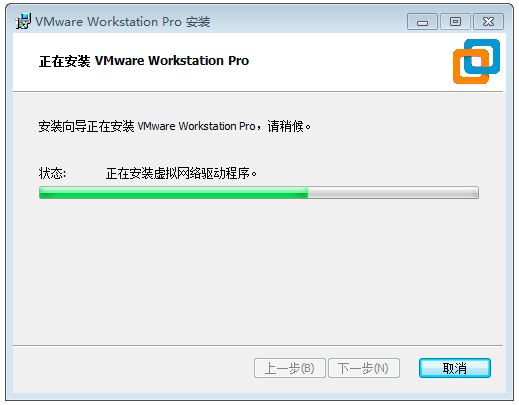 VMware Workstation Pro 安装
正在安装 VMware Workstation Pro
安装向导正在安装 VMware Workstation Pro，请稍候。
状态: 正在安装虚拟网络驱动程序。
上一步(B) 下一步(N) 取消